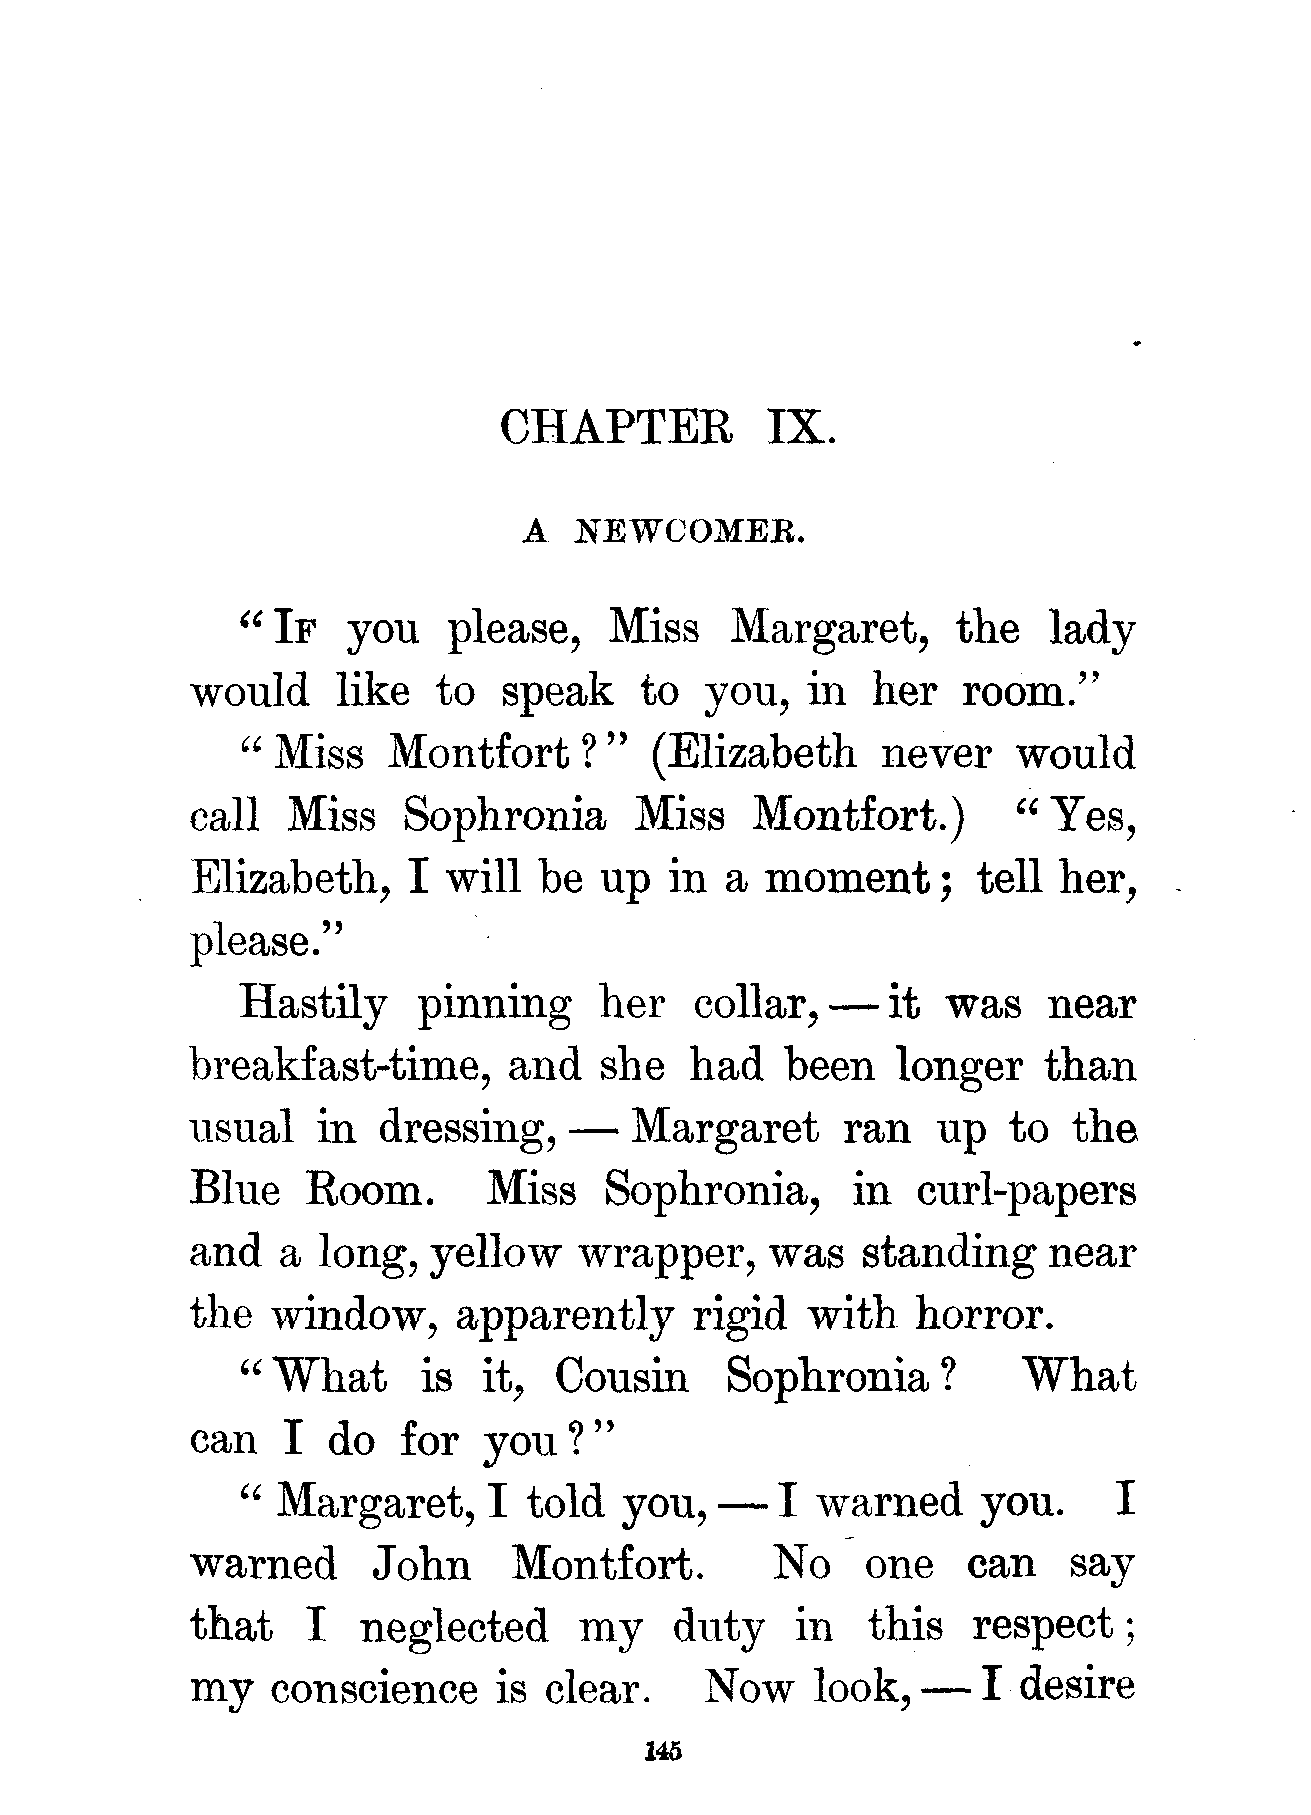 CHAPTER IX.
A NEWCOMER.
"IF you please, Miss Margaret, the lady
would like to speak to you, in her room."
"Miss Montfort?" (Elizabeth never would
call Miss Sophronia Miss Montfort.) "Yes,
Elizabeth, I will be up in a moment; tell her,
please."
Hastily pinning her collar,—it was near
breakfast-time, and she had been longer than
usual in dressing,—Margaret ran up to the
Blue Room. Miss Sophronia, in curl-papers
and a long, yellow wrapper, was standing near
the window, apparently rigid with horror.
"What is it, Cousin Sophronia? What
can I do for you?"
"Margaret, I told you,—I warned you. I
warned John Montfort. No one can say
that I neglected my duty in this respect;
my conscience is clear. Now look,—I desire
145